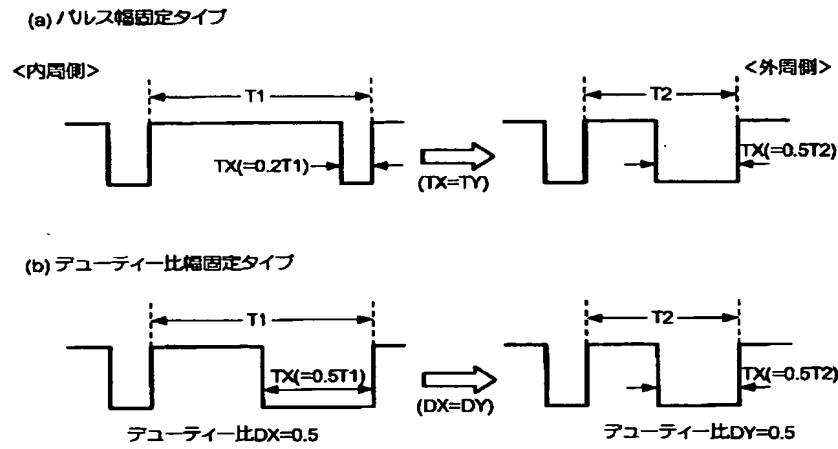 (a) パルス幅固定タイプ
<内周側>
<外周側>
T1
T2
TX(=0.2T1)
(TX=TY)
TX(=0.5T2)
(b) デューティー比幅固定タイプ
T1
T2
TX(=0.5T1)
(DX=DY)
TX(=0.5T2)
デューティー比DX=0.5
デューティー比DY=0.5